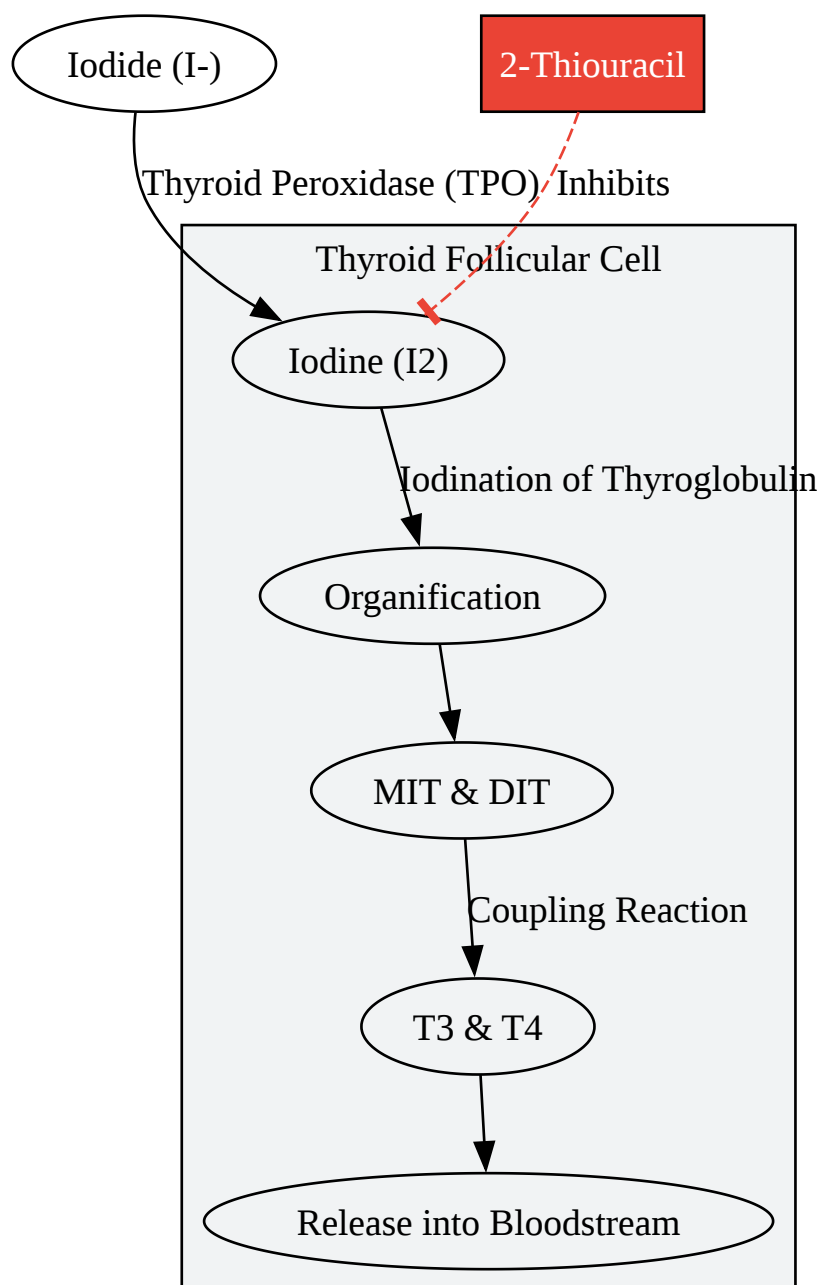 Iodide (I-)
2-Thiouracil
Thyroid Peroxidase (TPO)
Inhibits
Thyroid Follicular Cell
Iodine (I2)
Iodination of Thyroglobulin
Organification
MIT & DIT
Coupling Reaction
T3 & T4
Release into Bloodstream